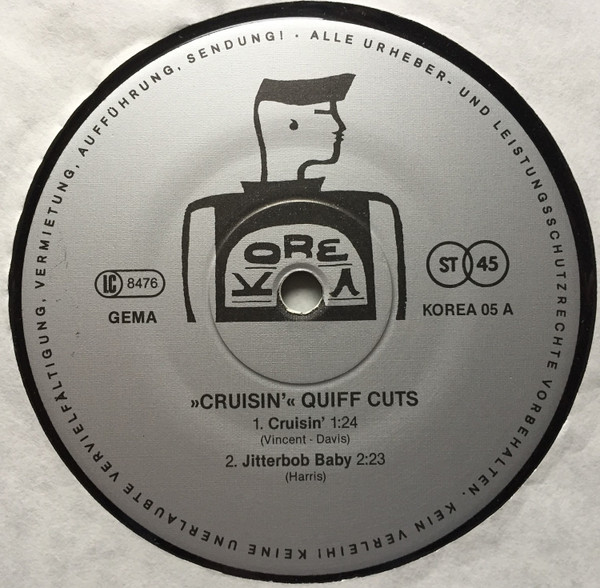 ALLE URHEBER- UND LEISTUNGSSCHUTZRECHTE VORBEHALTEN · KEIN VERLEIH! KEINE UNERLAUBTE VERVIELFÄLTIGUNG, VERMIETUNG, AUFFÜHRUNG, SENDUNG! ·
KOREA
LC 8476
GEMA
ST 45
KOREA 05 A
»CRUISIN'« QUIFF CUTS
1. Cruisin' 1:24
(Vincent - Davis)
2. Jitterbob Baby 2:23
(Harris)